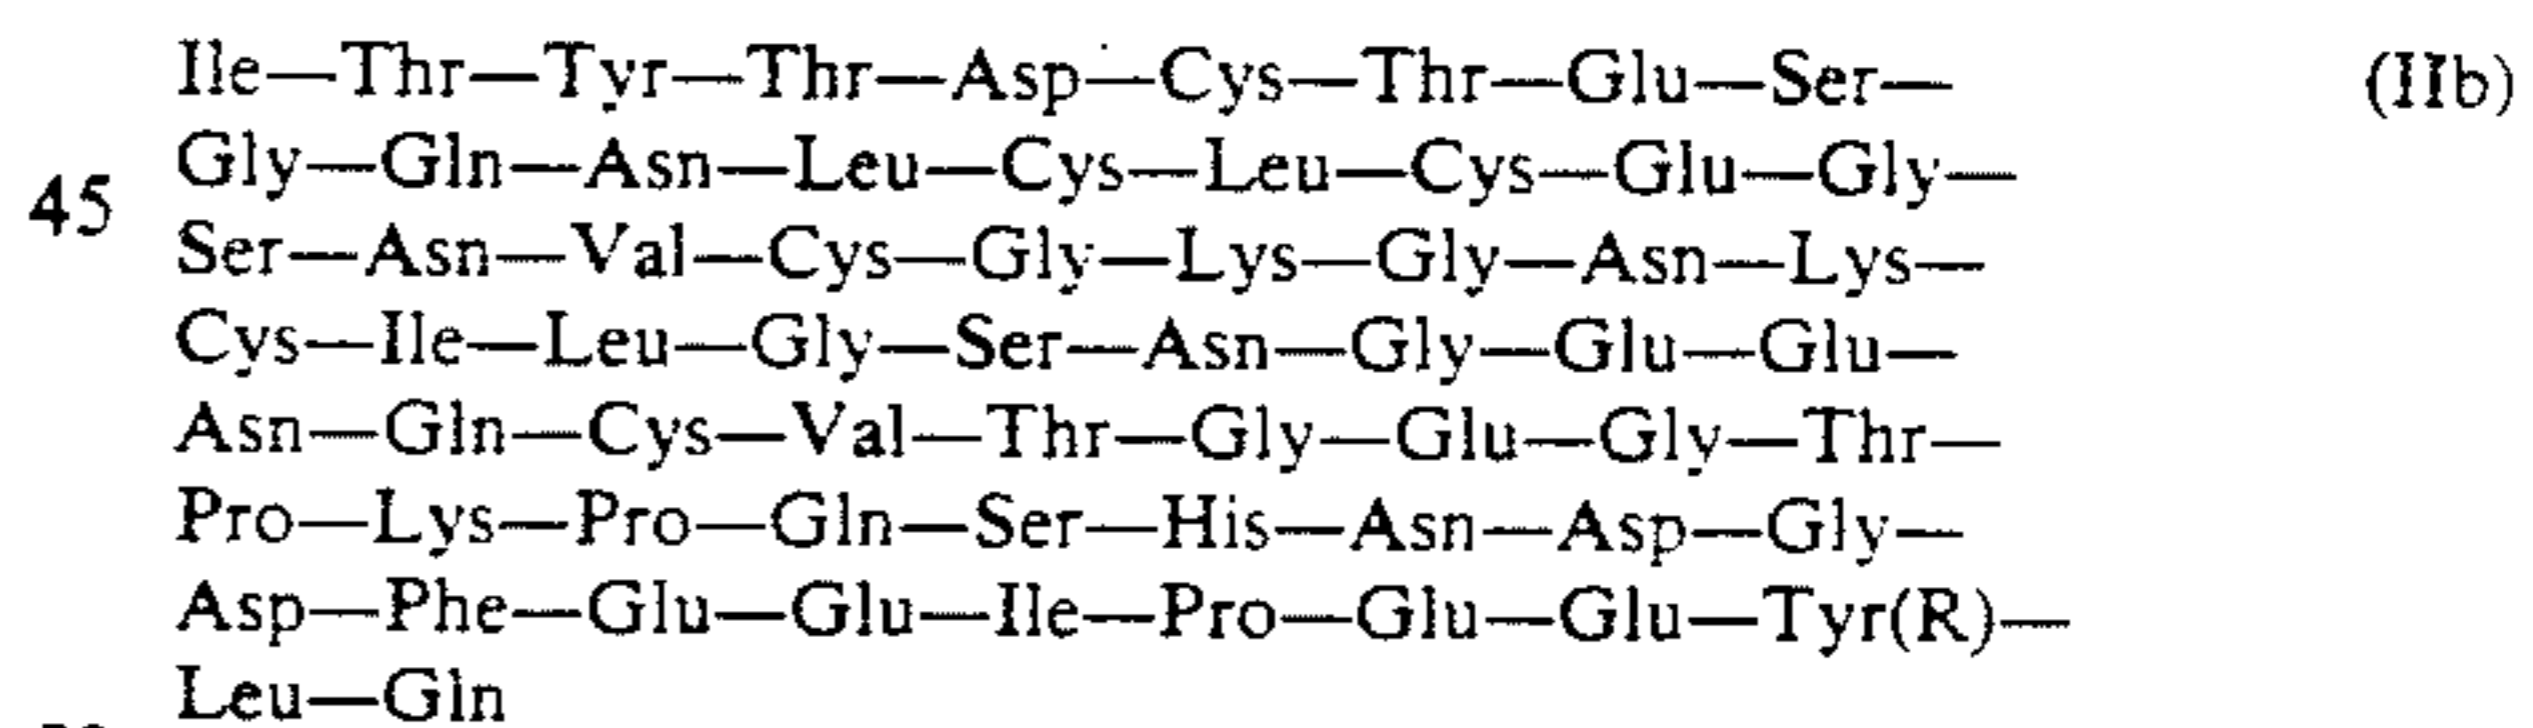 Ile—Thr—Tyr—Thr—Asp—Cys—Thr—Glu—Ser— (IIb)
Gly—Gln—Asn—Leu—Cys—Leu—Cys—Glu—Gly—
45
Ser—Asn—Val—Cys—Gly—Lys—Gly—Asn—Lys—
Cys—Ile—Leu—Gly—Ser—Asn—Gly—Glu—Glu—
Asn—Gln—Cys—Val—Thr—Gly—Glu—Gly—Thr—
Pro—Lys—Pro—Gln—Ser—His—Asn—Asp—Gly—
Asp—Phe—Glu—Glu—Ile—Pro—Glu—Glu—Tyr(R)—
Leu—Gln